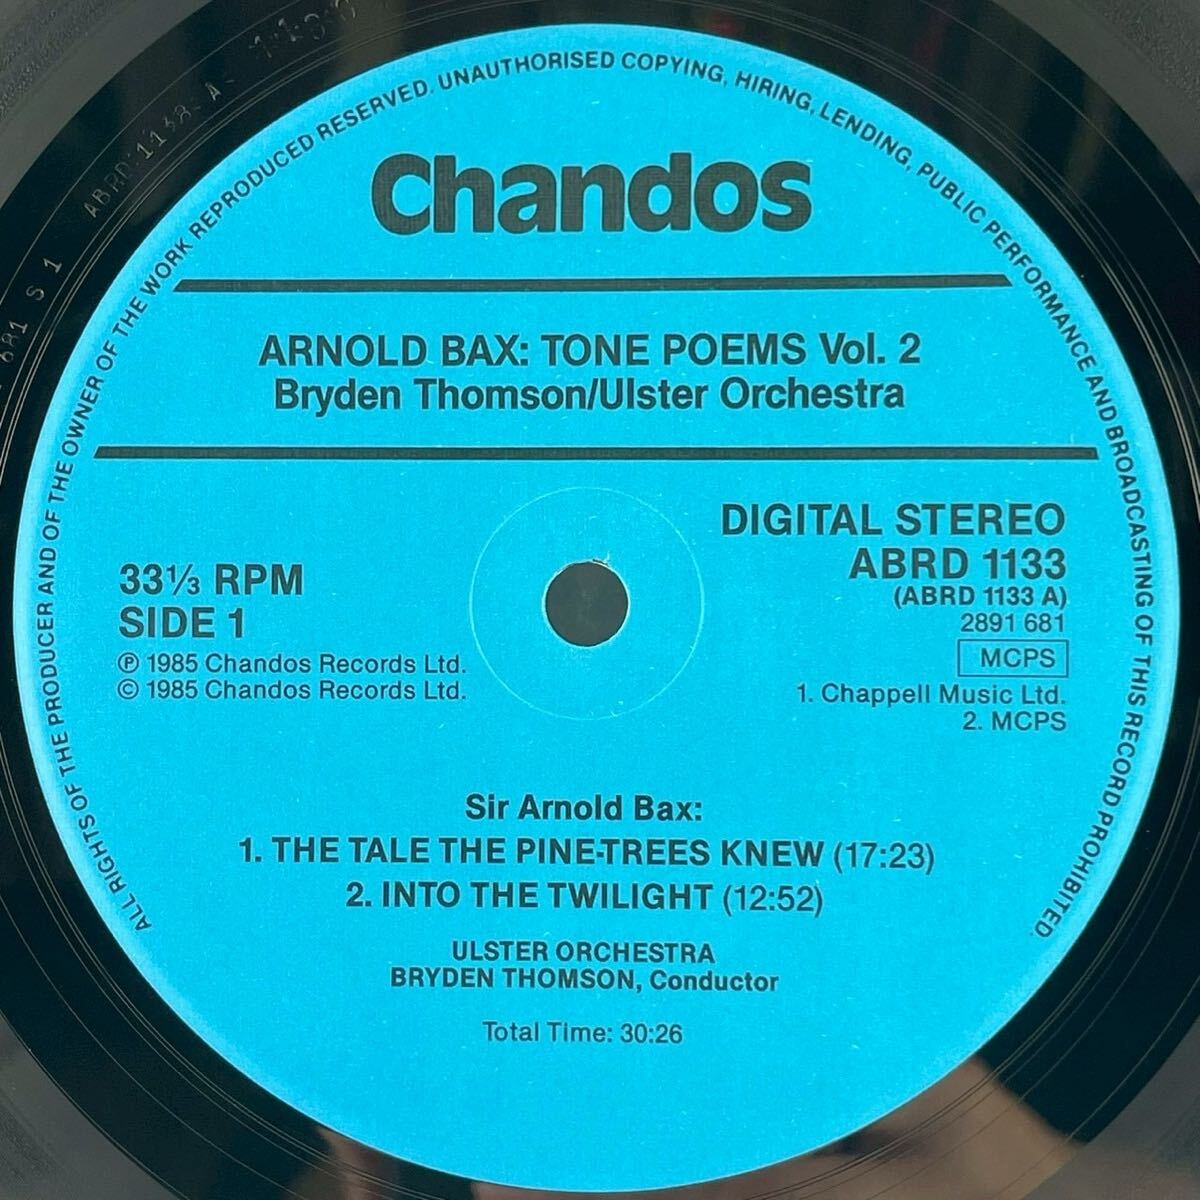 ALL RIGHTS OF THE PRODUCER AND OF THE OWNER OF THE WORK REPRODUCED RESERVED. UNAUTHORISED COPYING, HIRING, LENDING, PUBLIC PERFORMANCE AND BROADCASTING OF THIS RECORD PROHIBITED.
Chandos
ARNOLD BAX: TONE POEMS Vol. 2
Bryden Thomson/Ulster Orchestra
DIGITAL STEREO
ABRD 1133
(ABRD 1133 A)
2891 681
MCPS
1. Chappell Music Ltd.
2. MCPS
33⅓ RPM
SIDE 1
℗ 1985 Chandos Records Ltd.
© 1985 Chandos Records Ltd.
Sir Arnold Bax:
1. THE TALE THE PINE-TREES KNEW (17:23)
2. INTO THE TWILIGHT (12:52)
ULSTER ORCHESTRA
BRYDEN THOMSON, Conductor
Total Time: 30:26
681 S 1